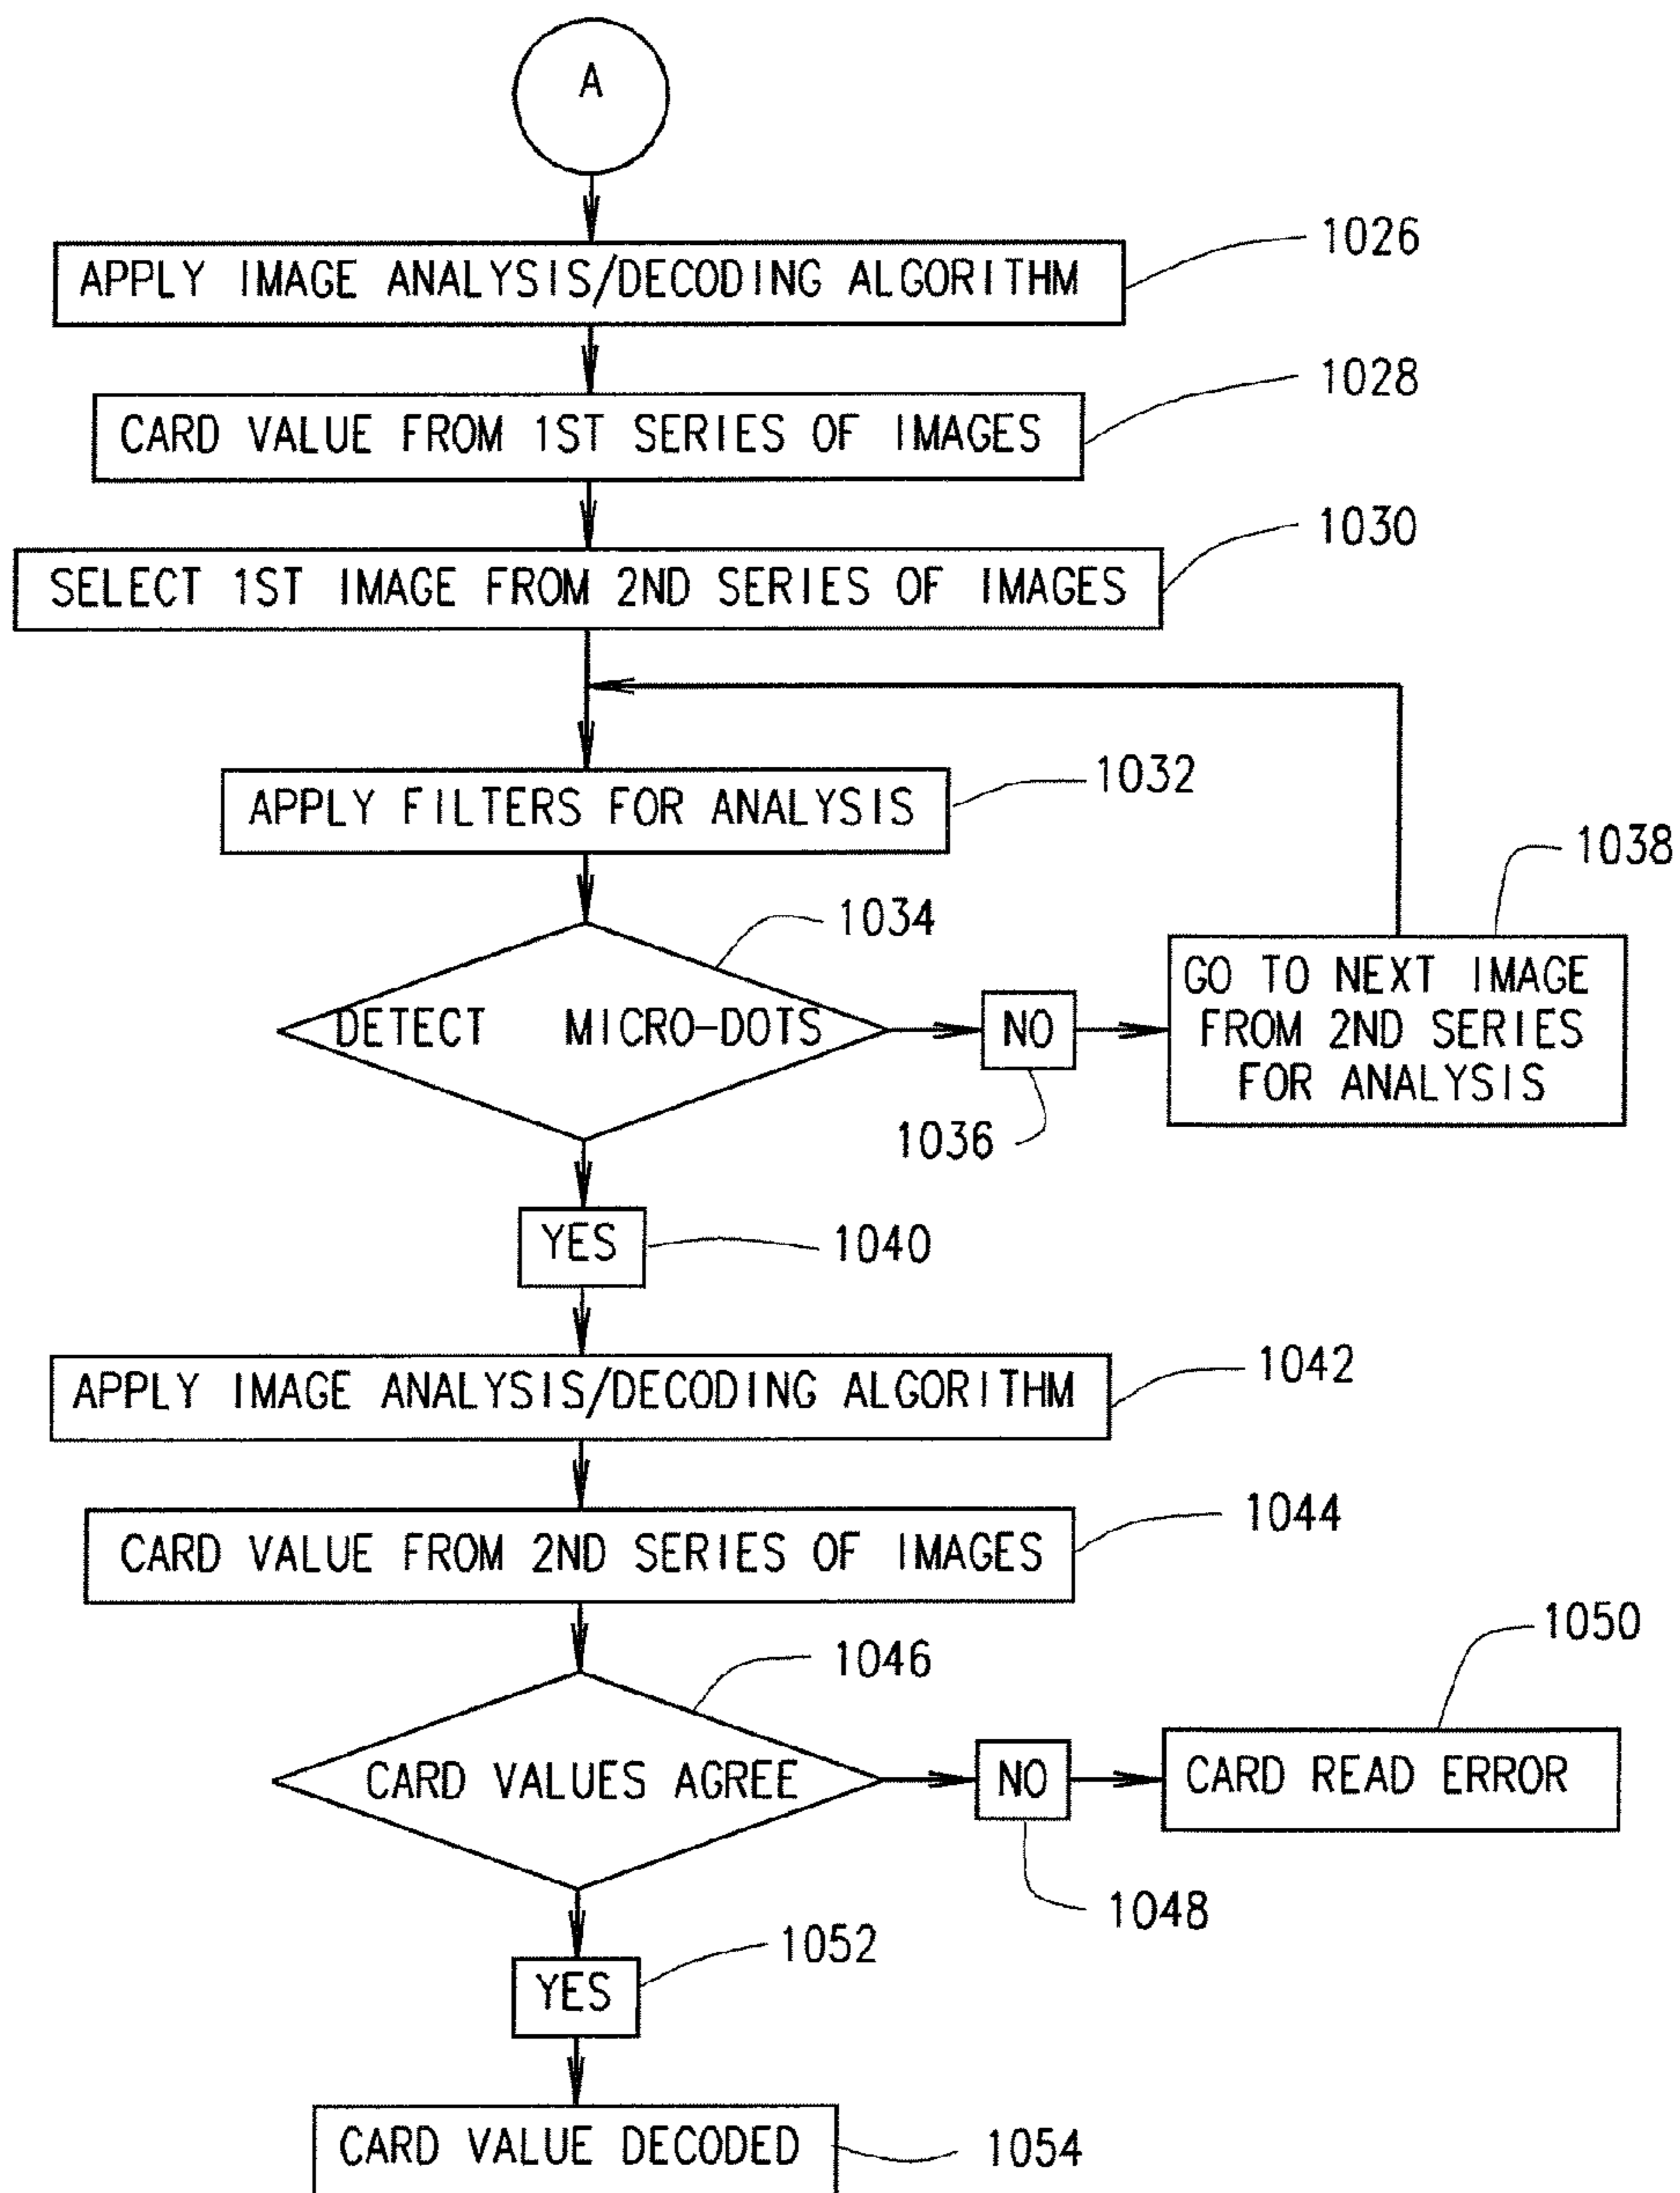 A
APPLY IMAGE ANALYSIS/DECODING ALGORITHM
1026
CARD VALUE FROM 1ST SERIES OF IMAGES
1028
SELECT 1ST IMAGE FROM 2ND SERIES OF IMAGES
1030
APPLY FILTERS FOR ANALYSIS
1032
DETECT MICRO-DOTS
1034
NO
1036
GO TO NEXT IMAGE
FROM 2ND SERIES
FOR ANALYSIS
1038
YES
1040
APPLY IMAGE ANALYSIS/DECODING ALGORITHM
1042
CARD VALUE FROM 2ND SERIES OF IMAGES
1044
CARD VALUES AGREE
1046
NO
1048
CARD READ ERROR
1050
YES
1052
CARD VALUE DECODED
1054